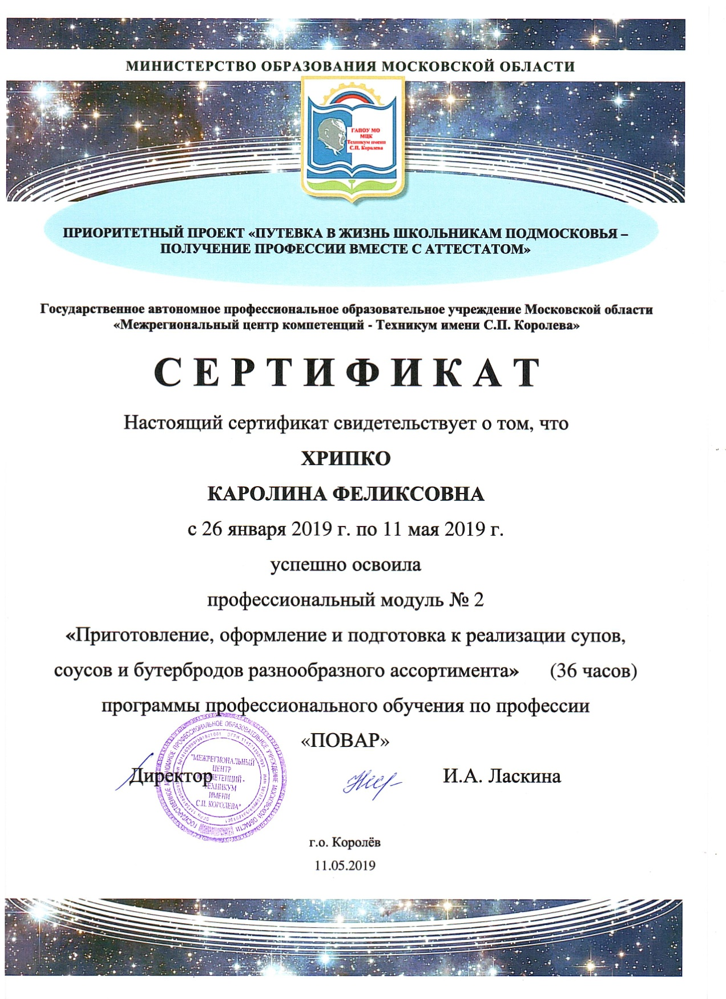 МИНИСТЕРСТВО ОБРАЗОВАНИЯ МОСКОВСКОЙ ОБЛАСТИ
ГАПОУ МО
МЦК
Техникум имени
С.П. Королева
ПРИОРИТЕТНЫЙ ПРОЕКТ «ПУТЕВКА В ЖИЗНЬ ШКОЛЬНИКАМ ПОДМОСКОВЬЯ –
ПОЛУЧЕНИЕ ПРОФЕССИИ ВМЕСТЕ С АТТЕСТАТОМ»
Государственное автономное профессиональное образовательное учреждение Московской области
«Межрегиональный центр компетенций - Техникум имени С.П. Королева»
СЕРТИФИКАТ
Настоящий сертификат свидетельствует о том, что
ХРИПКО
КАРОЛИНА ФЕЛИКСОВНА
с 26 января 2019 г. по 11 мая 2019 г.
успешно освоила
профессиональный модуль № 2
«Приготовление, оформление и подготовка к реализации супов,
соусов и бутербродов разнообразного ассортимента» (36 часов)
программы профессионального обучения по профессии
«ПОВАР»
Директор И.А. Ласкина
ГОСУДАРСТВЕННОЕ АВТОНОМНОЕ ПРОФЕССИОНАЛЬНОЕ ОБРАЗОВАТЕЛЬНОЕ УЧРЕЖДЕНИЕ МОСКОВСКОЙ ОБЛАСТИ
"МЕЖРЕГИОНАЛЬНЫЙ
ЦЕНТР
КОМПЕТЕНЦИЙ -
ТЕХНИКУМ
ИМЕНИ
С.П. КОРОЛЕВА"
г.о. Королёв
11.05.2019